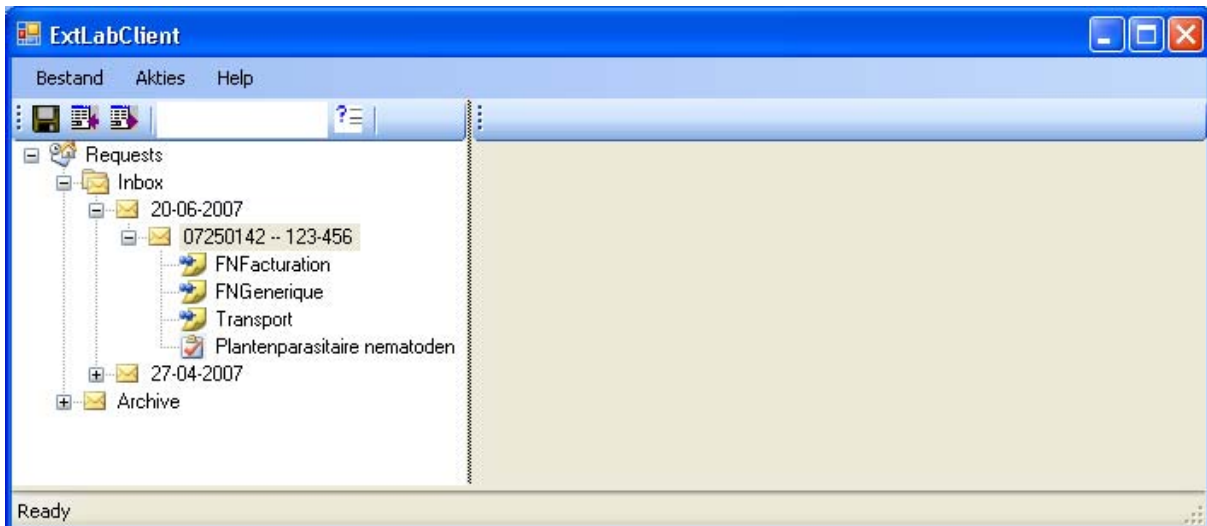 ExtLabClient
Bestand Akties Help
Requests
Inbox
20-06-2007
07250142 -- 123-456
FNFacturation
FNGenerique
Transport
Plantenparasitaire nematoden
27-04-2007
Archive
Ready